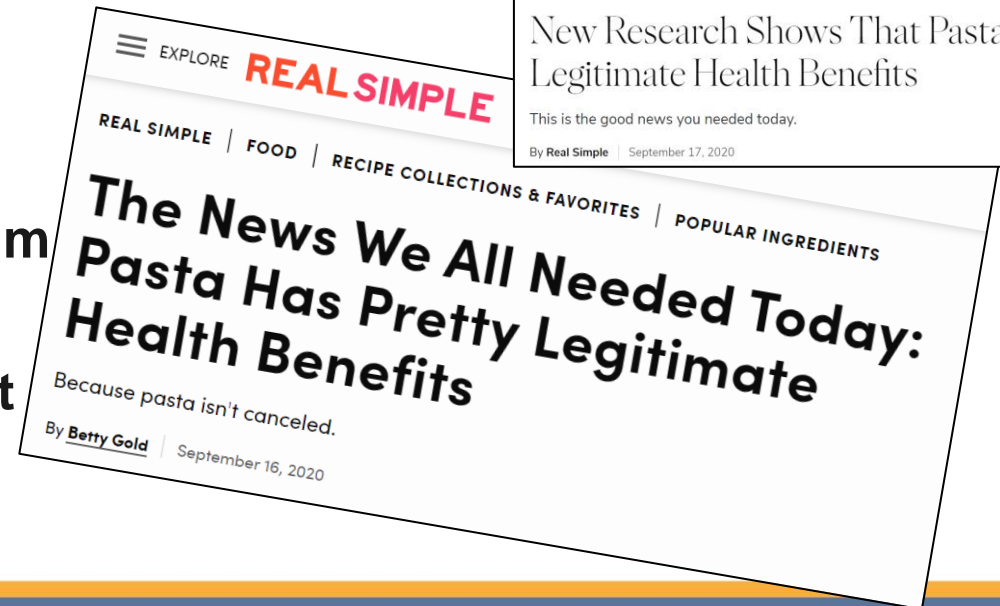 New Research Shows That Pasta
Legitimate Health Benefits
This is the good news you needed today.
By Real Simple | September 17, 2020
EXPLORE REAL SIMPLE
REAL SIMPLE | FOOD | RECIPE COLLECTIONS & FAVORITES | POPULAR INGREDIENTS
The News We All Needed Today:
Pasta Has Pretty Legitimate
Health Benefits
Because pasta isn't canceled.
By Betty Gold | September 16, 2020
m
t